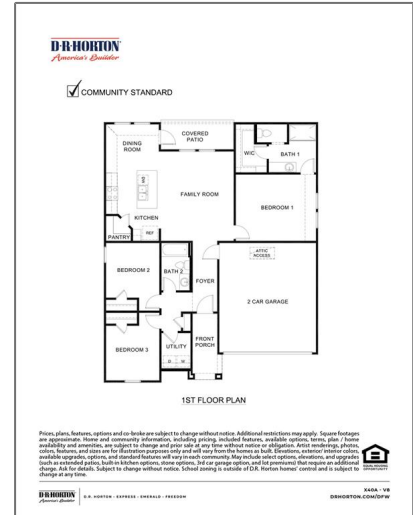 D·R·HORTON
America's Builder
COMMUNITY STANDARD
COVERED
PATIO
DINING
ROOM
WIC
BATH 1
FAMILY ROOM
BEDROOM 1
KITCHEN
REF
PANTRY
ATTIC
ACCESS
BEDROOM 2
BATH 2
FOYER
2 CAR GARAGE
FRONT
PORCH
UTILITY
BEDROOM 3
D W
1ST FLOOR PLAN
Prices, plans, features, options and co-broke are subject to change without notice. Additional restrictions may apply. Square footages
are approximate. Home and community information, including pricing, included features, available options, terms, plan / home
availability and amenities, are subject to change and prior sale at any time without notice or obligation. Artist renderings, photos,
colors, features, and sizes are for illustration purposes only and will vary from the homes as built. Elevations, exterior/ interior colors,
available upgrades, options, and standard features will vary in each community. May include select options, elevations, and upgrades
(such as extended patios, built-in kitchen options, stone options, 3rd car garage option, and lot premiums) that require an additional
charge. Ask for details. Subject to change without notice. School zoning is outside of D.R. Horton homes' control and is subject to
change at any time.
EQUAL HOUSING
OPPORTUNITY
D·R·HORTON
America's Builder
D.R. HORTON • EXPRESS • EMERALD • FREEDOM
X40A - VB
DRHORTON.COM/DFW